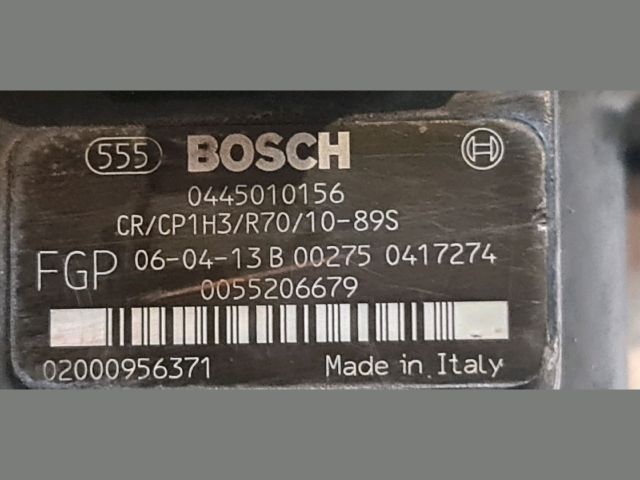 555 BOSCH
0445010156
CR/CP1H3/R70/10-89S
FGP 06-04-13 B 00275 0417274
0055206679
02000956371 Made in Italy